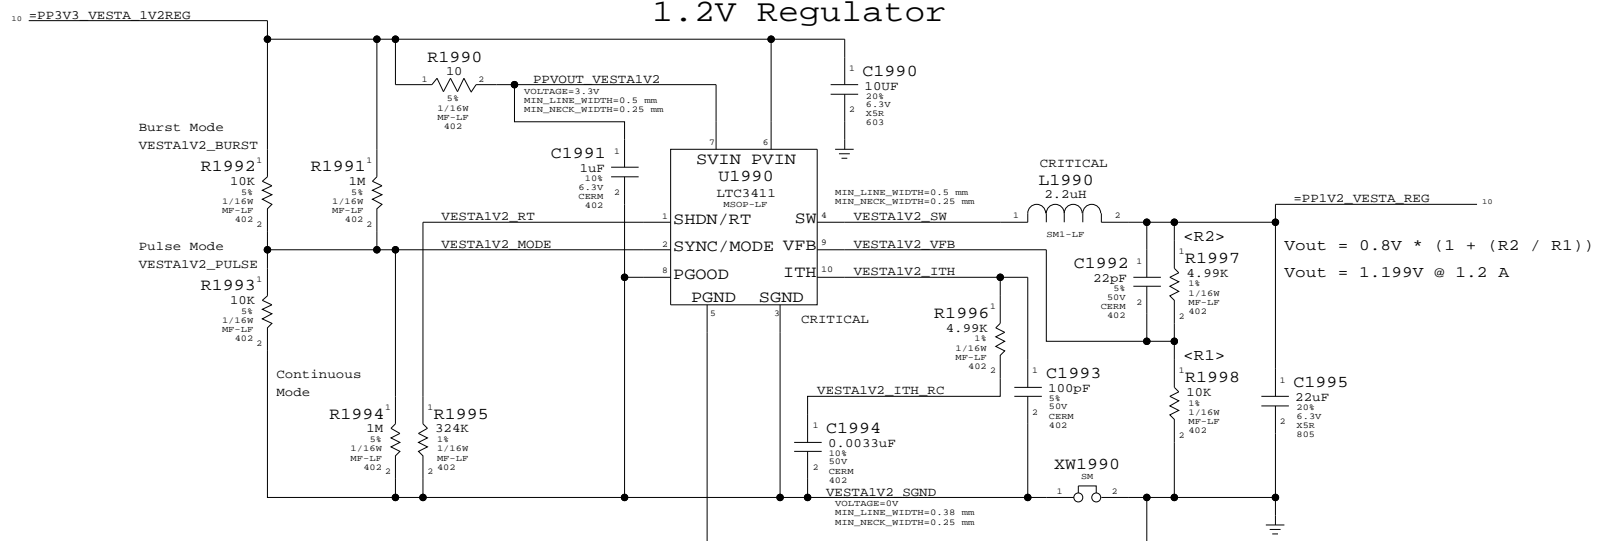 1.2V Regulator
10 =PP3V3_VESTA_1V2REG
R1990
10
1 2
5%
1/16W
MF-LF
402
PPVOUT_VESTA1V2
VOLTAGE=3.3V
MIN_LINE_WIDTH=0.5 mm
MIN_NECK_WIDTH=0.25 mm
1 C1990
10UF
20%
2 6.3V
X5R
603
Burst Mode
VESTA1V2_BURST
R1992 1
10K
5%
1/16W
MF-LF
402 2
R1991 1
1M
5%
1/16W
MF-LF
402 2
C1991 1
1uF
10%
6.3V 2
CERM
402
7 6
SVIN PVIN
U1990
LTC3411
MSOP-LF
1 SHDN/RT
SW 4
2 SYNC/MODE VFB 9
8 PGOOD
ITH 10
PGND SGND
5 3
CRITICAL
VESTA1V2_RT
VESTA1V2_MODE
MIN_LINE_WIDTH=0.5 mm
MIN_NECK_WIDTH=0.25 mm
VESTA1V2_SW
VESTA1V2_VFB
VESTA1V2_ITH
CRITICAL
L1990
2.2uH
1 2
SM1-LF
=PP1V2_VESTA_REG 10
Vout = 0.8V * (1 + (R2 / R1))
Vout = 1.199V @ 1.2 A
Pulse Mode
VESTA1V2_PULSE
R1993 1
10K
5%
1/16W
MF-LF
402 2
C1992 1
22pF
5%
50V 2
CERM
402
<R2>
1 R1997
4.99K
1%
1/16W
MF-LF
2 402
R1996 1
4.99K
1%
1/16W
MF-LF
402 2
<R1>
1 R1998
10K
1%
1/16W
MF-LF
2 402
1 C1993
100pF
5%
2 50V
CERM
402
1 C1995
22uF
20%
2 6.3V
X5R
805
Continuous
Mode
R1994 1
1M
5%
1/16W
MF-LF
402 2
1 R1995
324K
1%
1/16W
MF-LF
2 402
VESTA1V2_ITH_RC
1 C1994
0.0033uF
10%
2 50V
CERM
402
XW1990
SM
1 2
VESTA1V2_SGND
VOLTAGE=0V
MIN_LINE_WIDTH=0.38 mm
MIN_NECK_WIDTH=0.25 mm